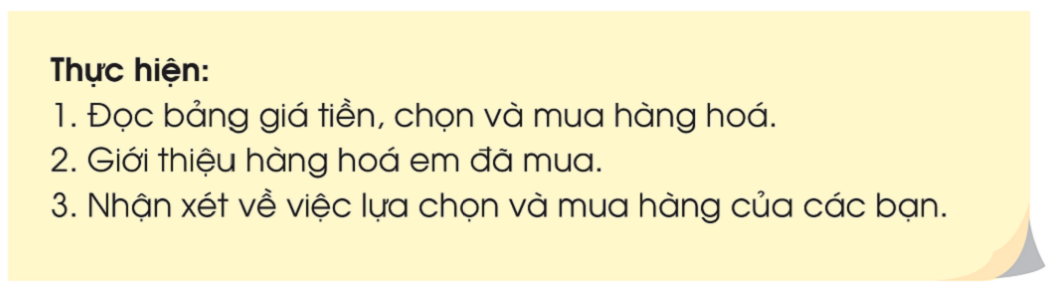 Thực hiện:
1. Đọc bảng giá tiền, chọn và mua hàng hoá.
2. Giới thiệu hàng hoá em đã mua.
3. Nhận xét về việc lựa chọn và mua hàng của các bạn.